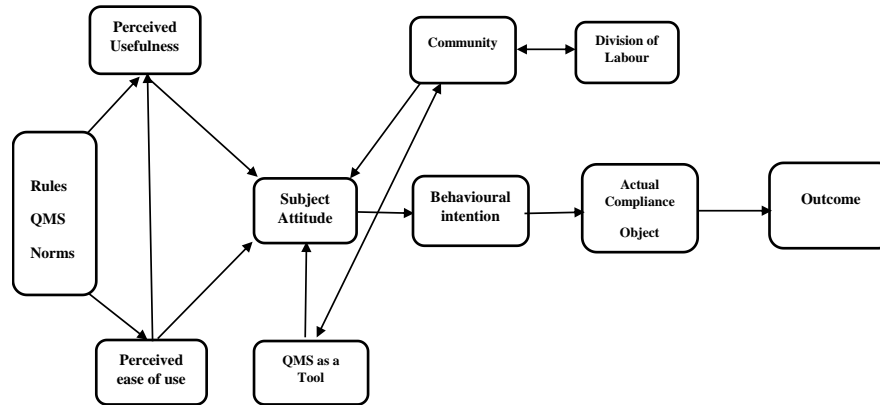 Perceived
Usefulness
Community
Division of
Labour
Rules
QMS
Norms
Subject
Attitude
Behavioural
intention
Actual
Compliance
Object
Outcome
Perceived
ease of use
QMS as a
Tool